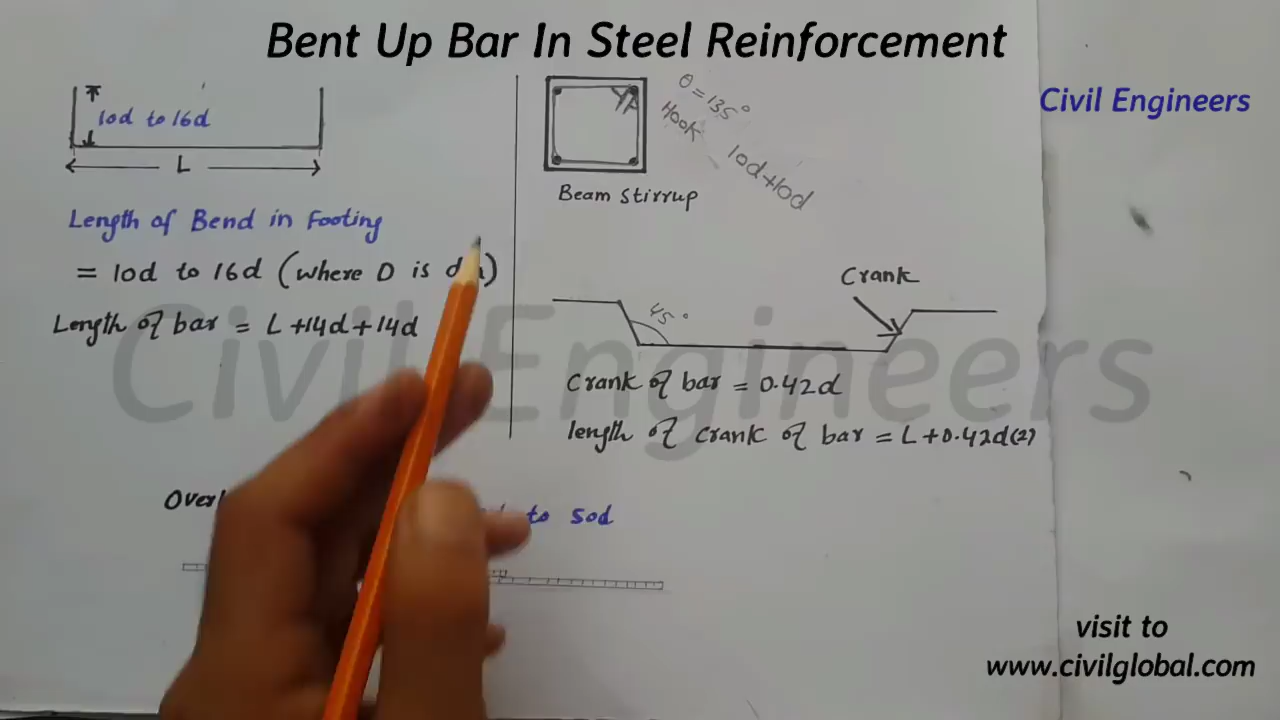 Bent Up Bar In Steel Reinforcement
Civil Engineers
10d to 16d
L
Length of Bend in Footing
= 10d to 16d (where D is
Length of bar = L +14d+14d
θ = 135°
Hook
10d+10d
Beam Stirrup
Crank
45°
Crank of bar = 0.42d
length of crank of bar = L+0.42d(2)
to 50d
Civil Engineers
visit to
www.civilglobal.com